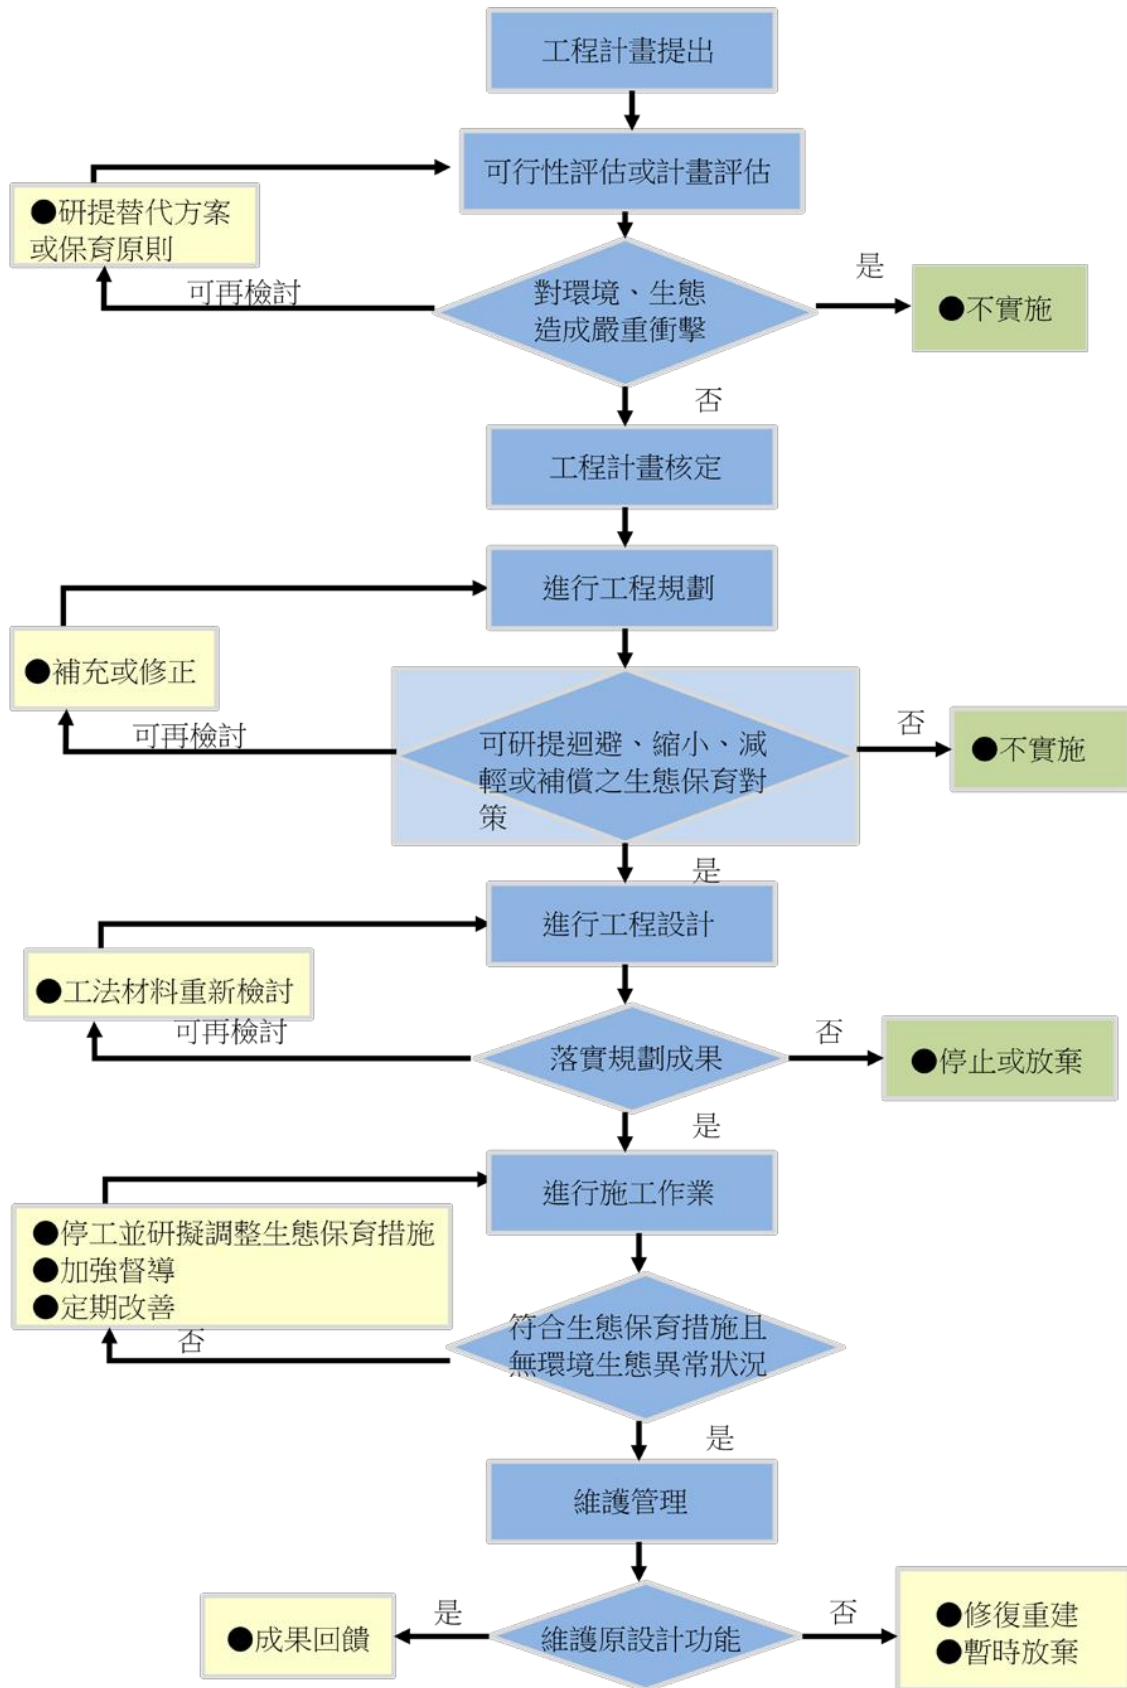 工程計畫提出
可行性評估或計畫評估
●研提替代方案
或保育原則
可再檢討
對環境、生態
造成嚴重衝擊
是
●不實施
否
工程計畫核定
進行工程規劃
●補充或修正
可再檢討
可研提迴避、縮小、減
輕或補償之生態保育對
策
否
●不實施
是
進行工程設計
●工法材料重新檢討
可再檢討
落實規劃成果
否
●停止或放棄
是
進行施工作業
●停工並研擬調整生態保育措施
●加強督導
●定期改善
否
符合生態保育措施且
無環境生態異常狀況
是
維護管理
●成果回饋
是
維護原設計功能
否
●修復重建
●暫時放棄